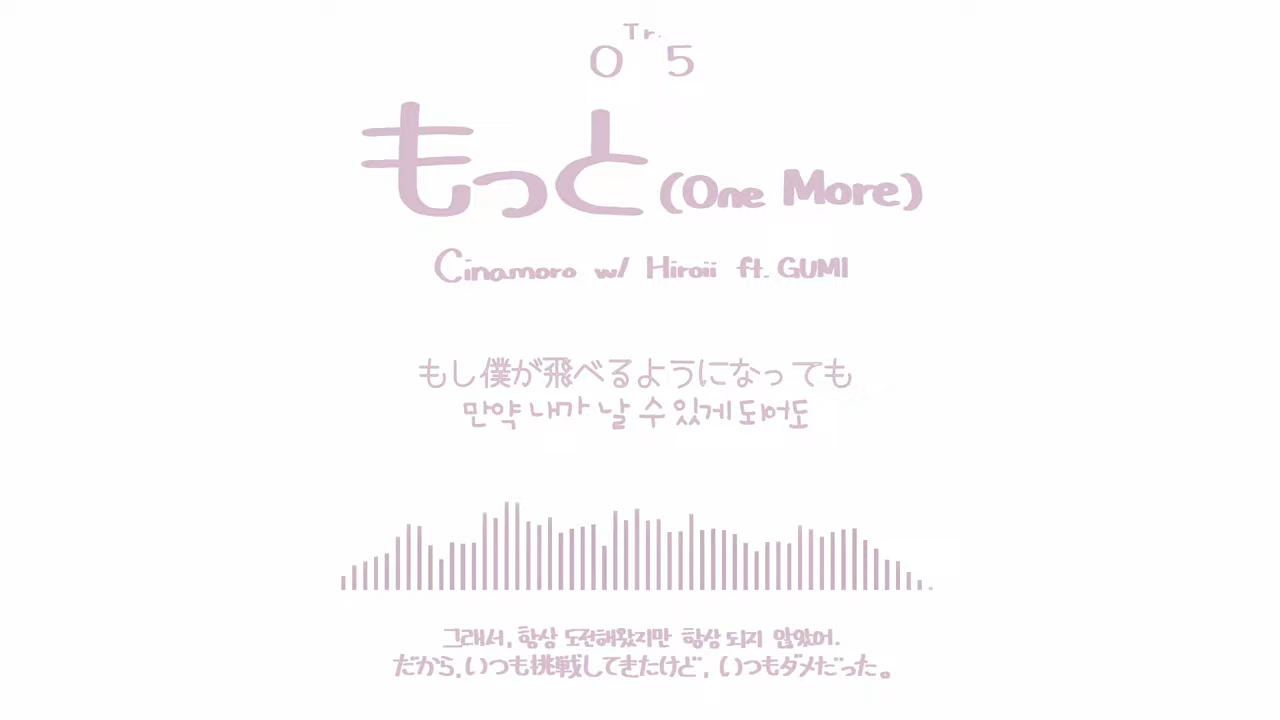 Tr.
05
もっと (One More)
Cinamoro w/ Hiroii ft. GUMI
もし僕が飛べるようになっても
만약 내가 날 수 있게 되어도
그래서, 항상 도전해왔지만 항상 되지 않았어.
だから,いつも挑戦してきたけど, いつもダメだった。